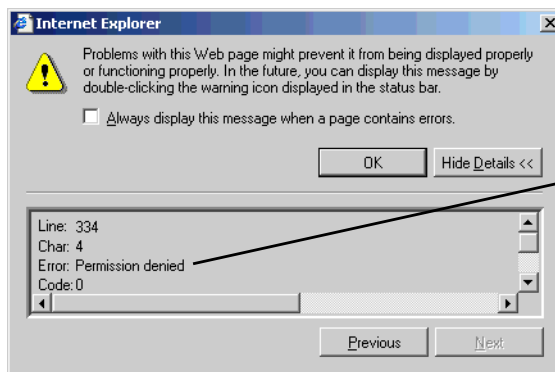 Internet Explorer
Problems with this Web page might prevent it from being displayed properly
or functioning properly. In the future, you can display this message by
double-clicking the warning icon displayed in the status bar.
Always display this message when a page contains errors.
OK
Hide Details <<
Line: 334
Char: 4
Error: Permission denied
Code: 0
Previous
Next